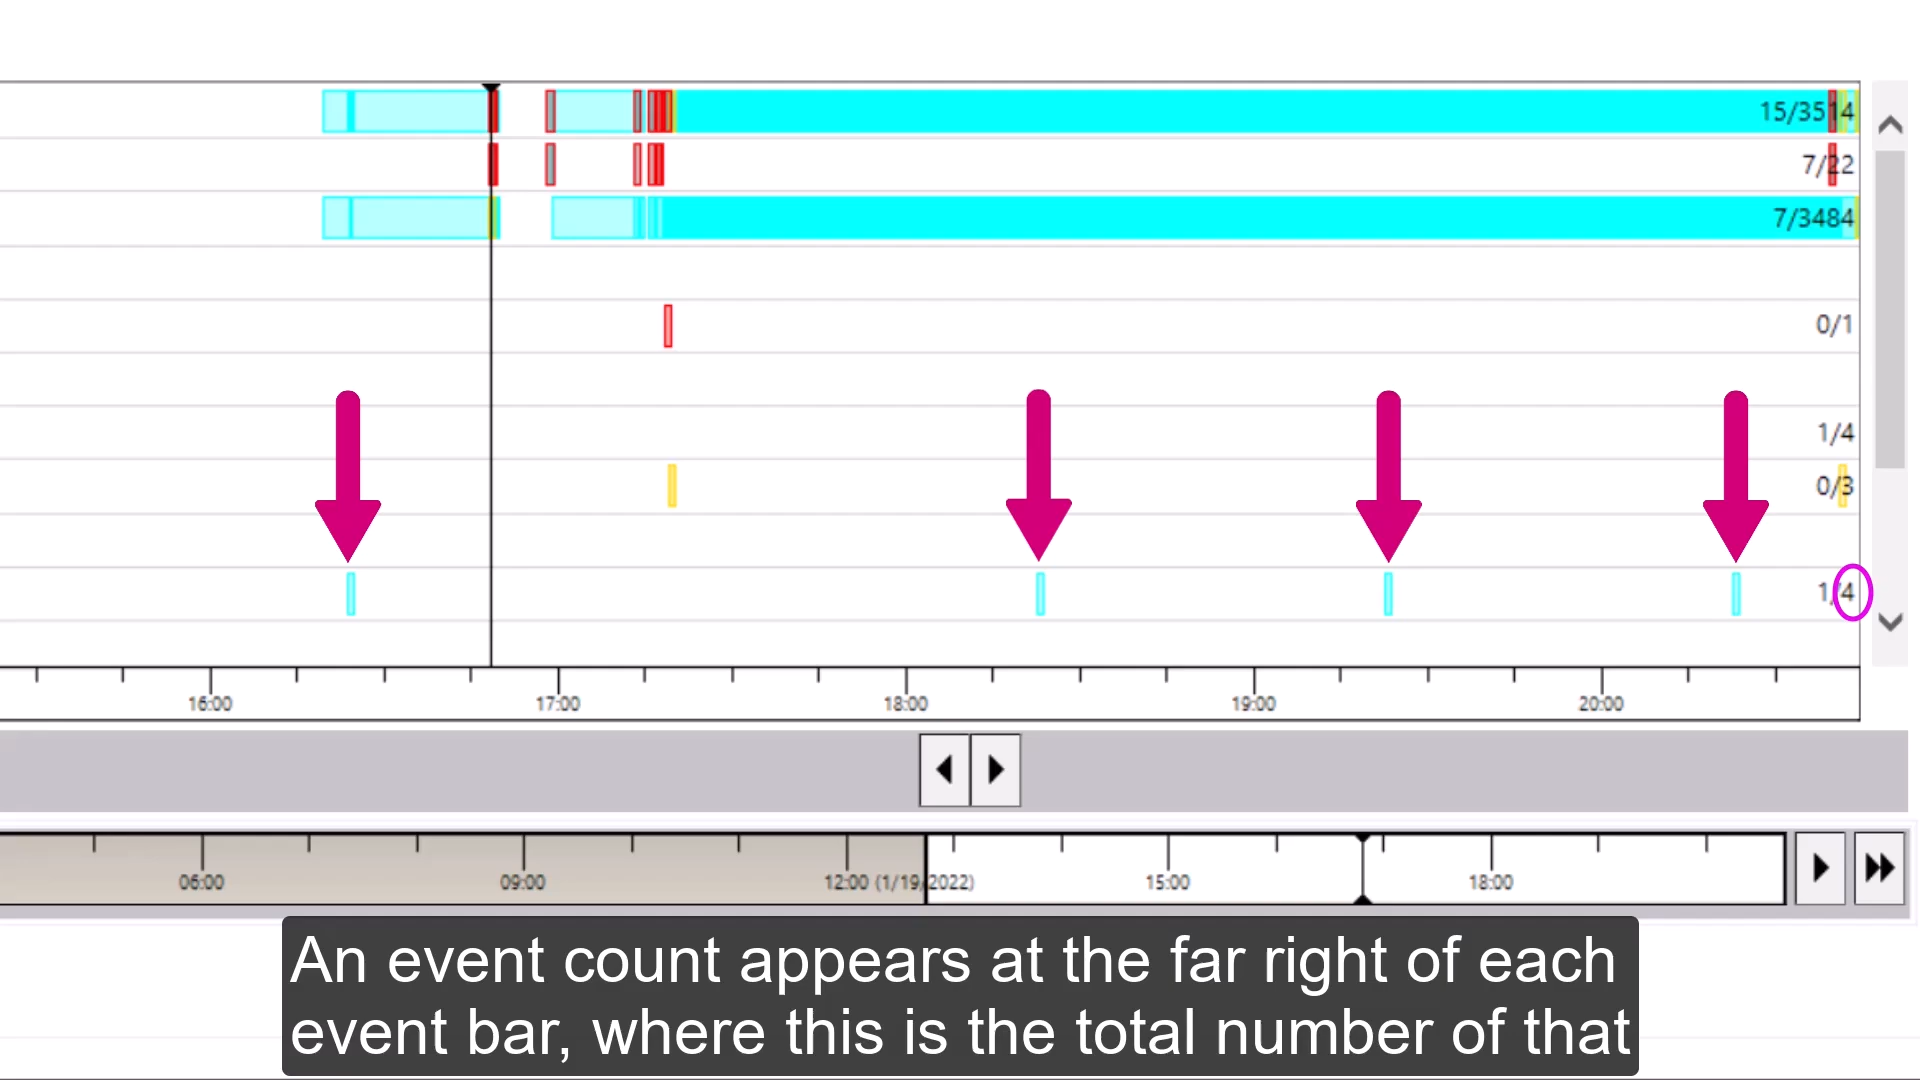 15/3514
7/22
7/3484
0/1
1/4
0/3
1/4
16:00 17:00 18:00 19:00 20:00
06:00 09:00 12:00 (1/19/2022) 15:00 18:00
An event count appears at the far right of each
event bar, where this is the total number of that